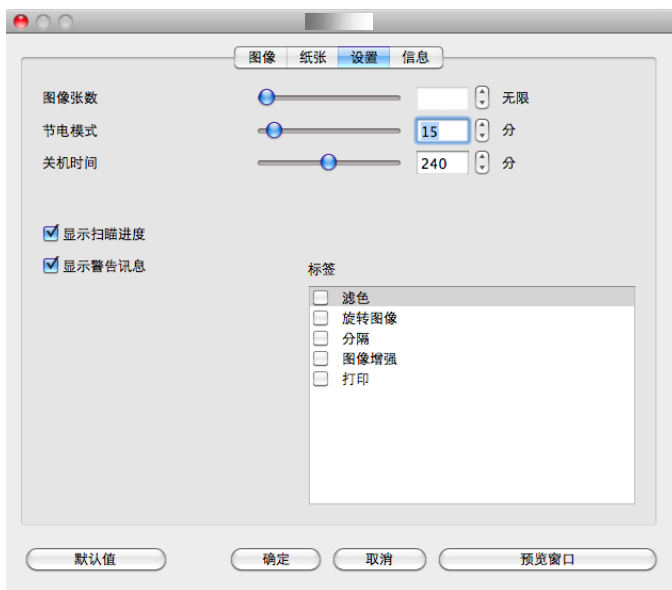 图像 纸张 设置 信息
图像张数 无限
节电模式 15 分
关机时间 240 分
显示扫瞄进度
显示警告讯息
标签
滤色
旋转图像
分隔
图像增强
打印
默认值 确定 取消 预览窗口